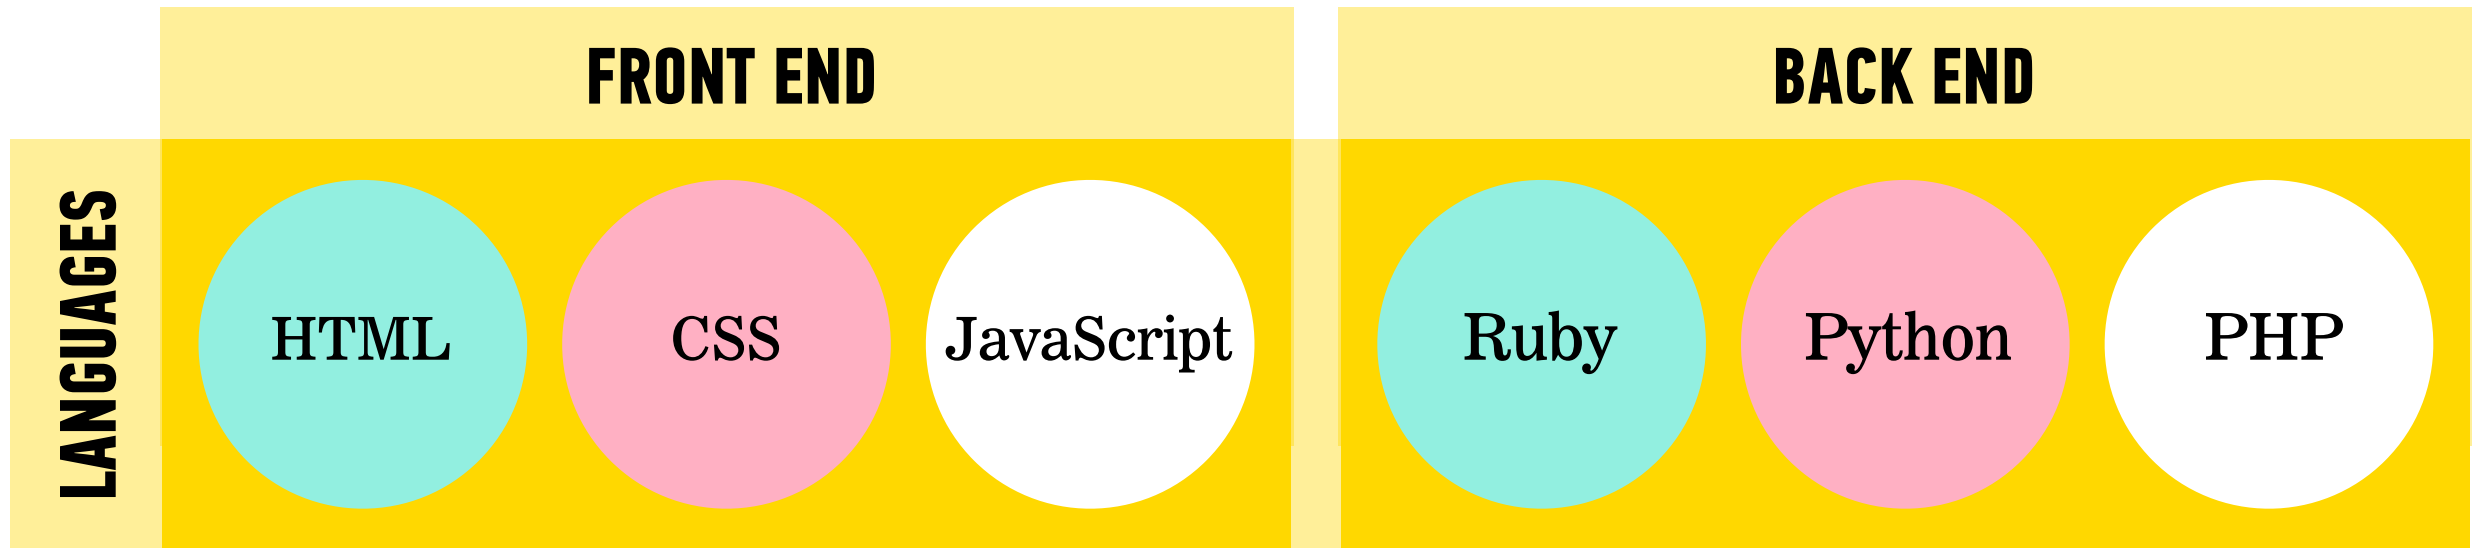 FRONT END
BACK END
LANGUAGES
HTML
CSS
JavaScript
Ruby
Python
PHP